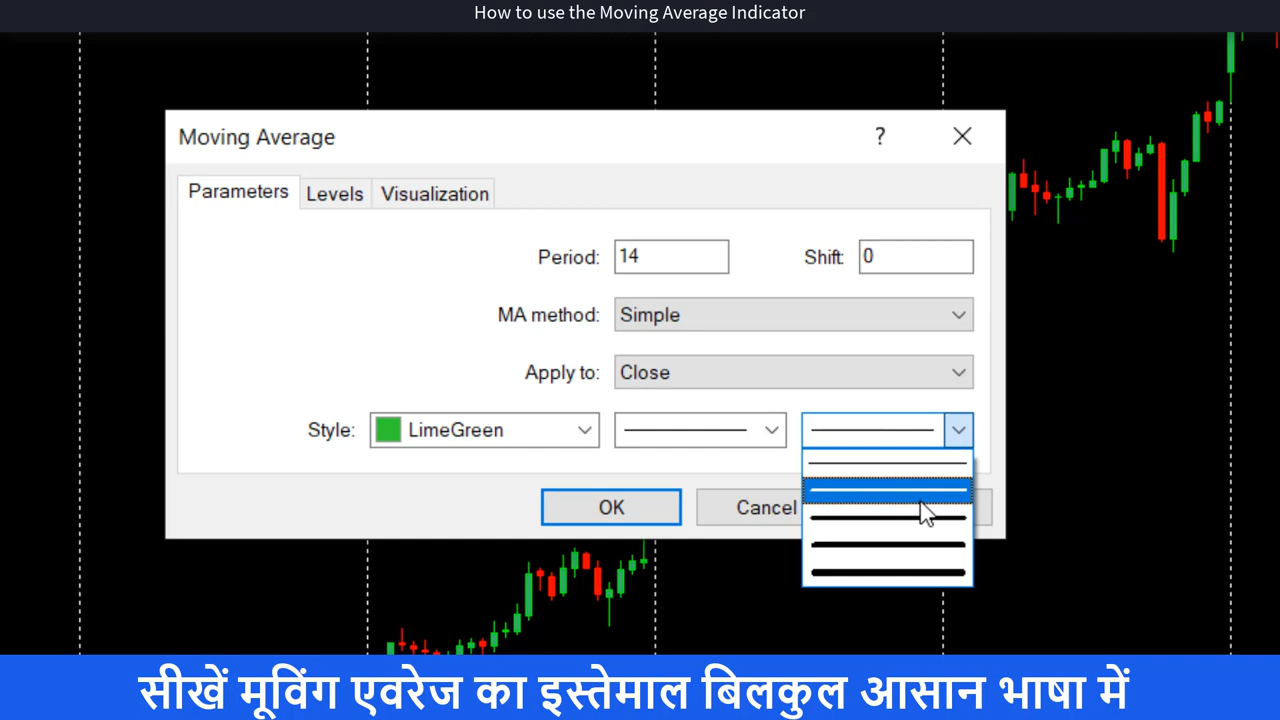 How to use the Moving Average Indicator
Moving Average ?
Parameters Levels Visualization
Period: 14 Shift: 0
MA method: Simple
Apply to: Close
Style: LimeGreen
OK Cancel
सीखें मूविंग एवरेज का इस्तेमाल बिलकुल आसान भाषा में